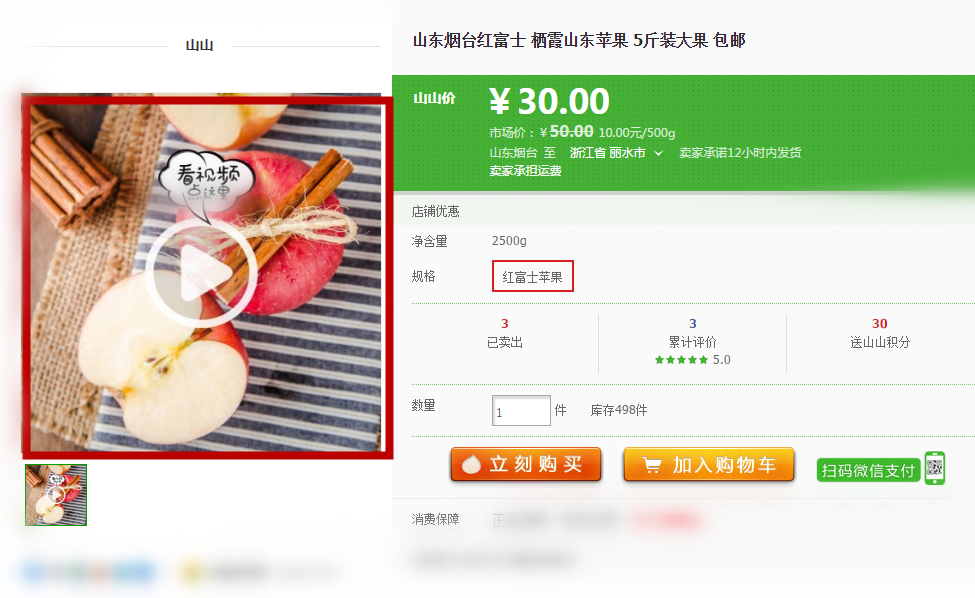 山山
看视频
点这里
山东烟台红富士 栖霞山东苹果 5斤装大果 包邮
山山价 ¥30.00
市场价：¥50.00 10.00元/500g
山东烟台 至 浙江省 丽水市 卖家承诺12小时内发货
卖家承担运费
店铺优惠
净含量 2500g
规格 红富士苹果
3 3 30
已卖出 累计评价 送山山积分
5.0
数量 1 件 库存498件
立刻购买 加入购物车 扫码微信支付
消费保障